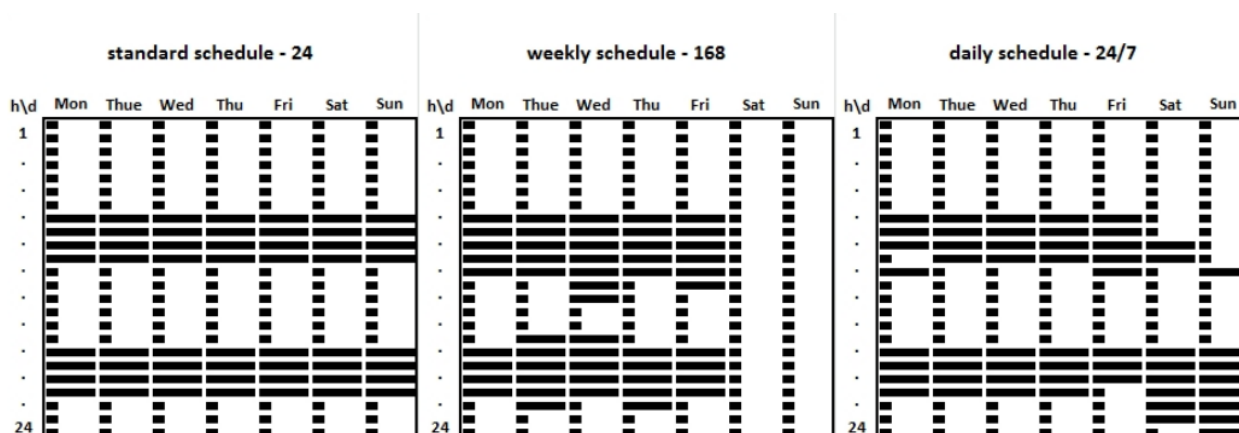 standard schedule - 24
h\d Mon Thue Wed Thu Fri Sat Sun
1
24
weekly schedule - 168
h\d Mon Thue Wed Thu Fri Sat Sun
1
24
daily schedule - 24/7
h\d Mon Thue Wed Thu Fri Sat Sun
1
24